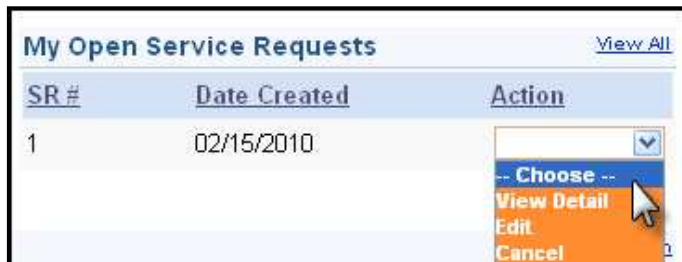 My Open Service Requests View All
SR # Date Created Action
1 02/15/2010
-- Choose --
View Detail
Edit
Cancel